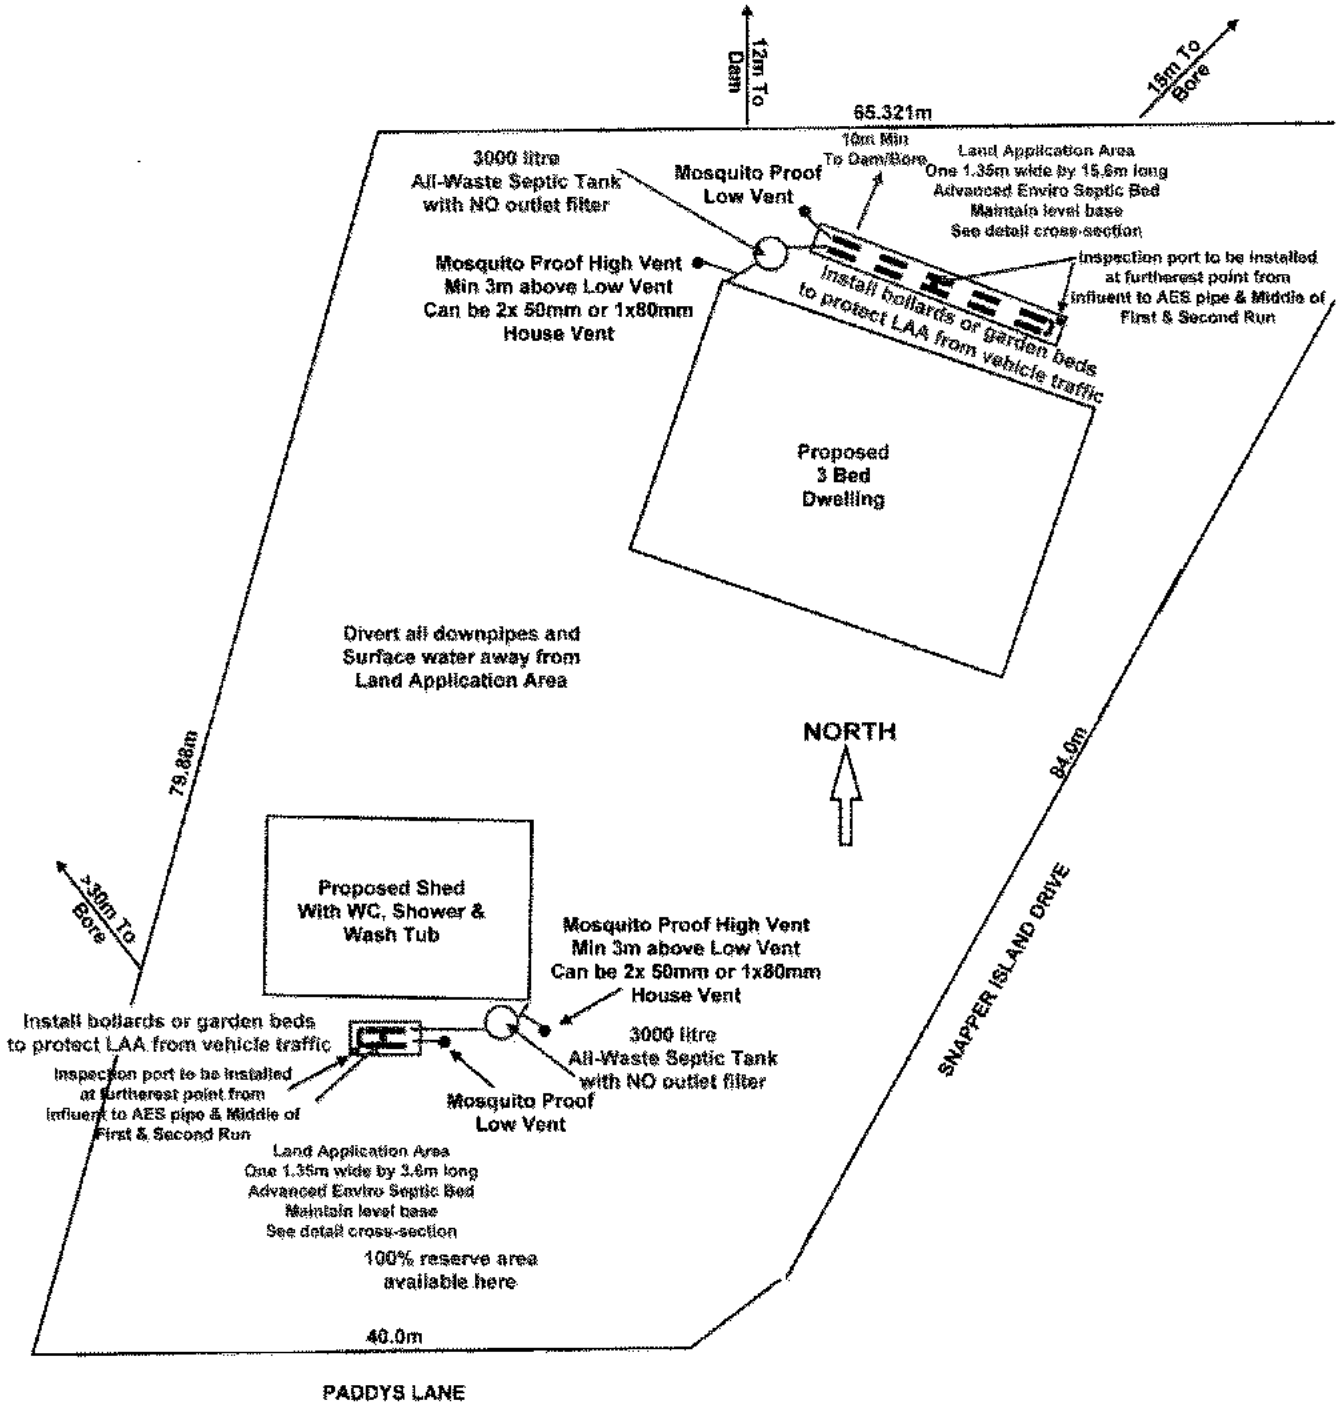 12m To
Dam
18m To
Bore
65.321m
3000 litre
All-Waste Septic Tank
with NO outlet filter
Mosquito Proof
Low Vent
10m Min
To Dam/Bore
Land Application Area
One 1.35m wide by 15.6m long
Advanced Enviro Septic Bed
Maintain level base
See detail cross-section
Mosquito Proof High Vent
Min 3m above Low Vent
Can be 2x 50mm or 1x80mm
House Vent
Inspection port to be installed
at furtherest point from
influent to AES pipe & Middle of
First & Second Run
Install bollards or garden beds
to protect LAA from vehicle traffic
Proposed
3 Bed
Dwelling
Divert all downpipes and
Surface water away from
Land Application Area
NORTH
79.88m
84.0m
>30m To
Bore
Proposed Shed
With WC, Shower &
Wash Tub
Mosquito Proof High Vent
Min 3m above Low Vent
Can be 2x 50mm or 1x80mm
House Vent
SNAPPER ISLAND DRIVE
Install bollards or garden beds
to protect LAA from vehicle traffic
3000 litre
All-Waste Septic Tank
with NO outlet filter
Inspection port to be installed
at furtherest point from
influent to AES pipe & Middle of
First & Second Run
Mosquito Proof
Low Vent
Land Application Area
One 1.35m wide by 3.6m long
Advanced Enviro Septic Bed
Maintain level base
See detail cross-section
100% reserve area
available here
40.0m
PADDYS LANE